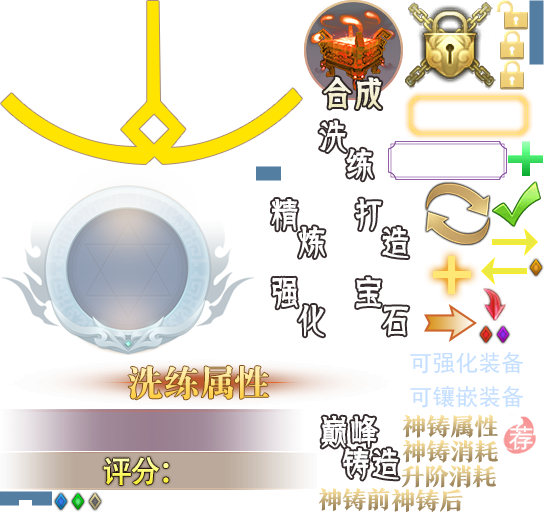 合成
洗练
精炼
打造
强化
宝石
可强化装备
可镶嵌装备
洗练属性
评分：
巅峰铸造
神铸属性
荐
神铸消耗
升阶消耗
神铸前神铸后